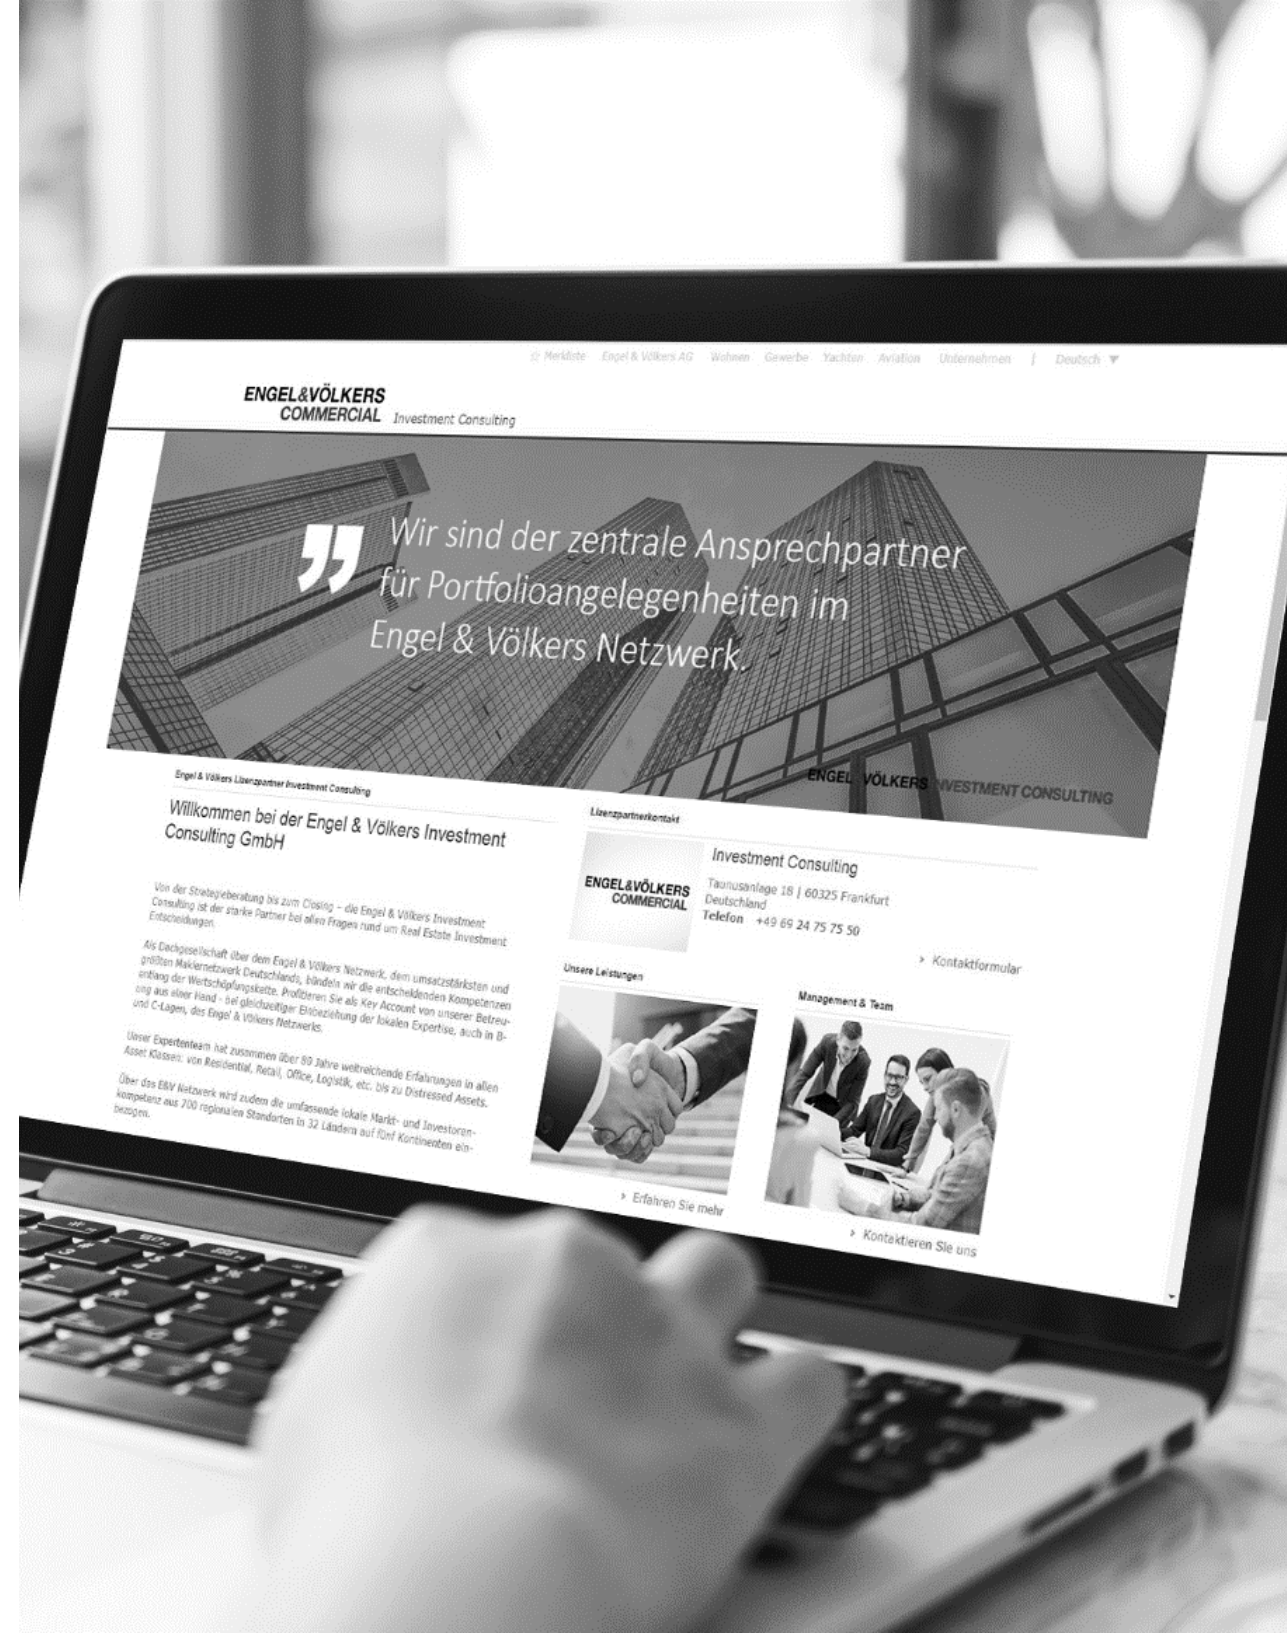 ☆ Merkliste Engel & Völkers AG Wohnen Gewerbe Yachten Aviation Unternehmen | Deutsch ▼
ENGEL&VÖLKERS
COMMERCIAL Investment Consulting
Wir sind der zentrale Ansprechpartner
für Portfolioangelegenheiten im
Engel & Völkers Netzwerk.
ENGEL VÖLKERS INVESTMENT CONSULTING
Engel & Völkers Lizenzpartner Investment Consulting
Willkommen bei der Engel & Völkers Investment
Consulting GmbH
Von der Strategieberatung bis zum Closing – die Engel & Völkers Investment
Consulting ist der starke Partner bei allen Fragen rund um Real Estate Investment
Entscheidungen.
Als Dachgesellschaft über dem Engel & Völkers Netzwerk, dem umsatzstärksten und
größten Maklernetzwerk Deutschlands, bündeln wir die entscheidenden Kompetenzen
entlang der Wertschöpfungskette. Profitieren Sie als Key Account von unserer Betreu-
ung aus einer Hand - bei gleichzeitiger Einbeziehung der lokalen Expertise, auch in B-
und C-Lagen, des Engel & Völkers Netzwerks.
Unser Expertenteam hat zusammen über 89 Jahre weitreichende Erfahrungen in allen
Asset Klassen: von Residential, Retail, Office, Logistik, etc. bis zu Distressed Assets.
Über das E&V Netzwerk wird zudem die umfassende lokale Markt- und Investoren-
kompetenz aus 700 regionalen Standorten in 32 Ländern auf fünf Kontinenten ein-
bezogen.
Lizenzpartnerkontakt
ENGEL&VÖLKERS
COMMERCIAL
Investment Consulting
Taunusanlage 18 | 60325 Frankfurt
Deutschland
Telefon +49 69 24 75 75 50
› Kontaktformular
Unsere Leistungen
› Erfahren Sie mehr
Management & Team
› Kontaktieren Sie uns